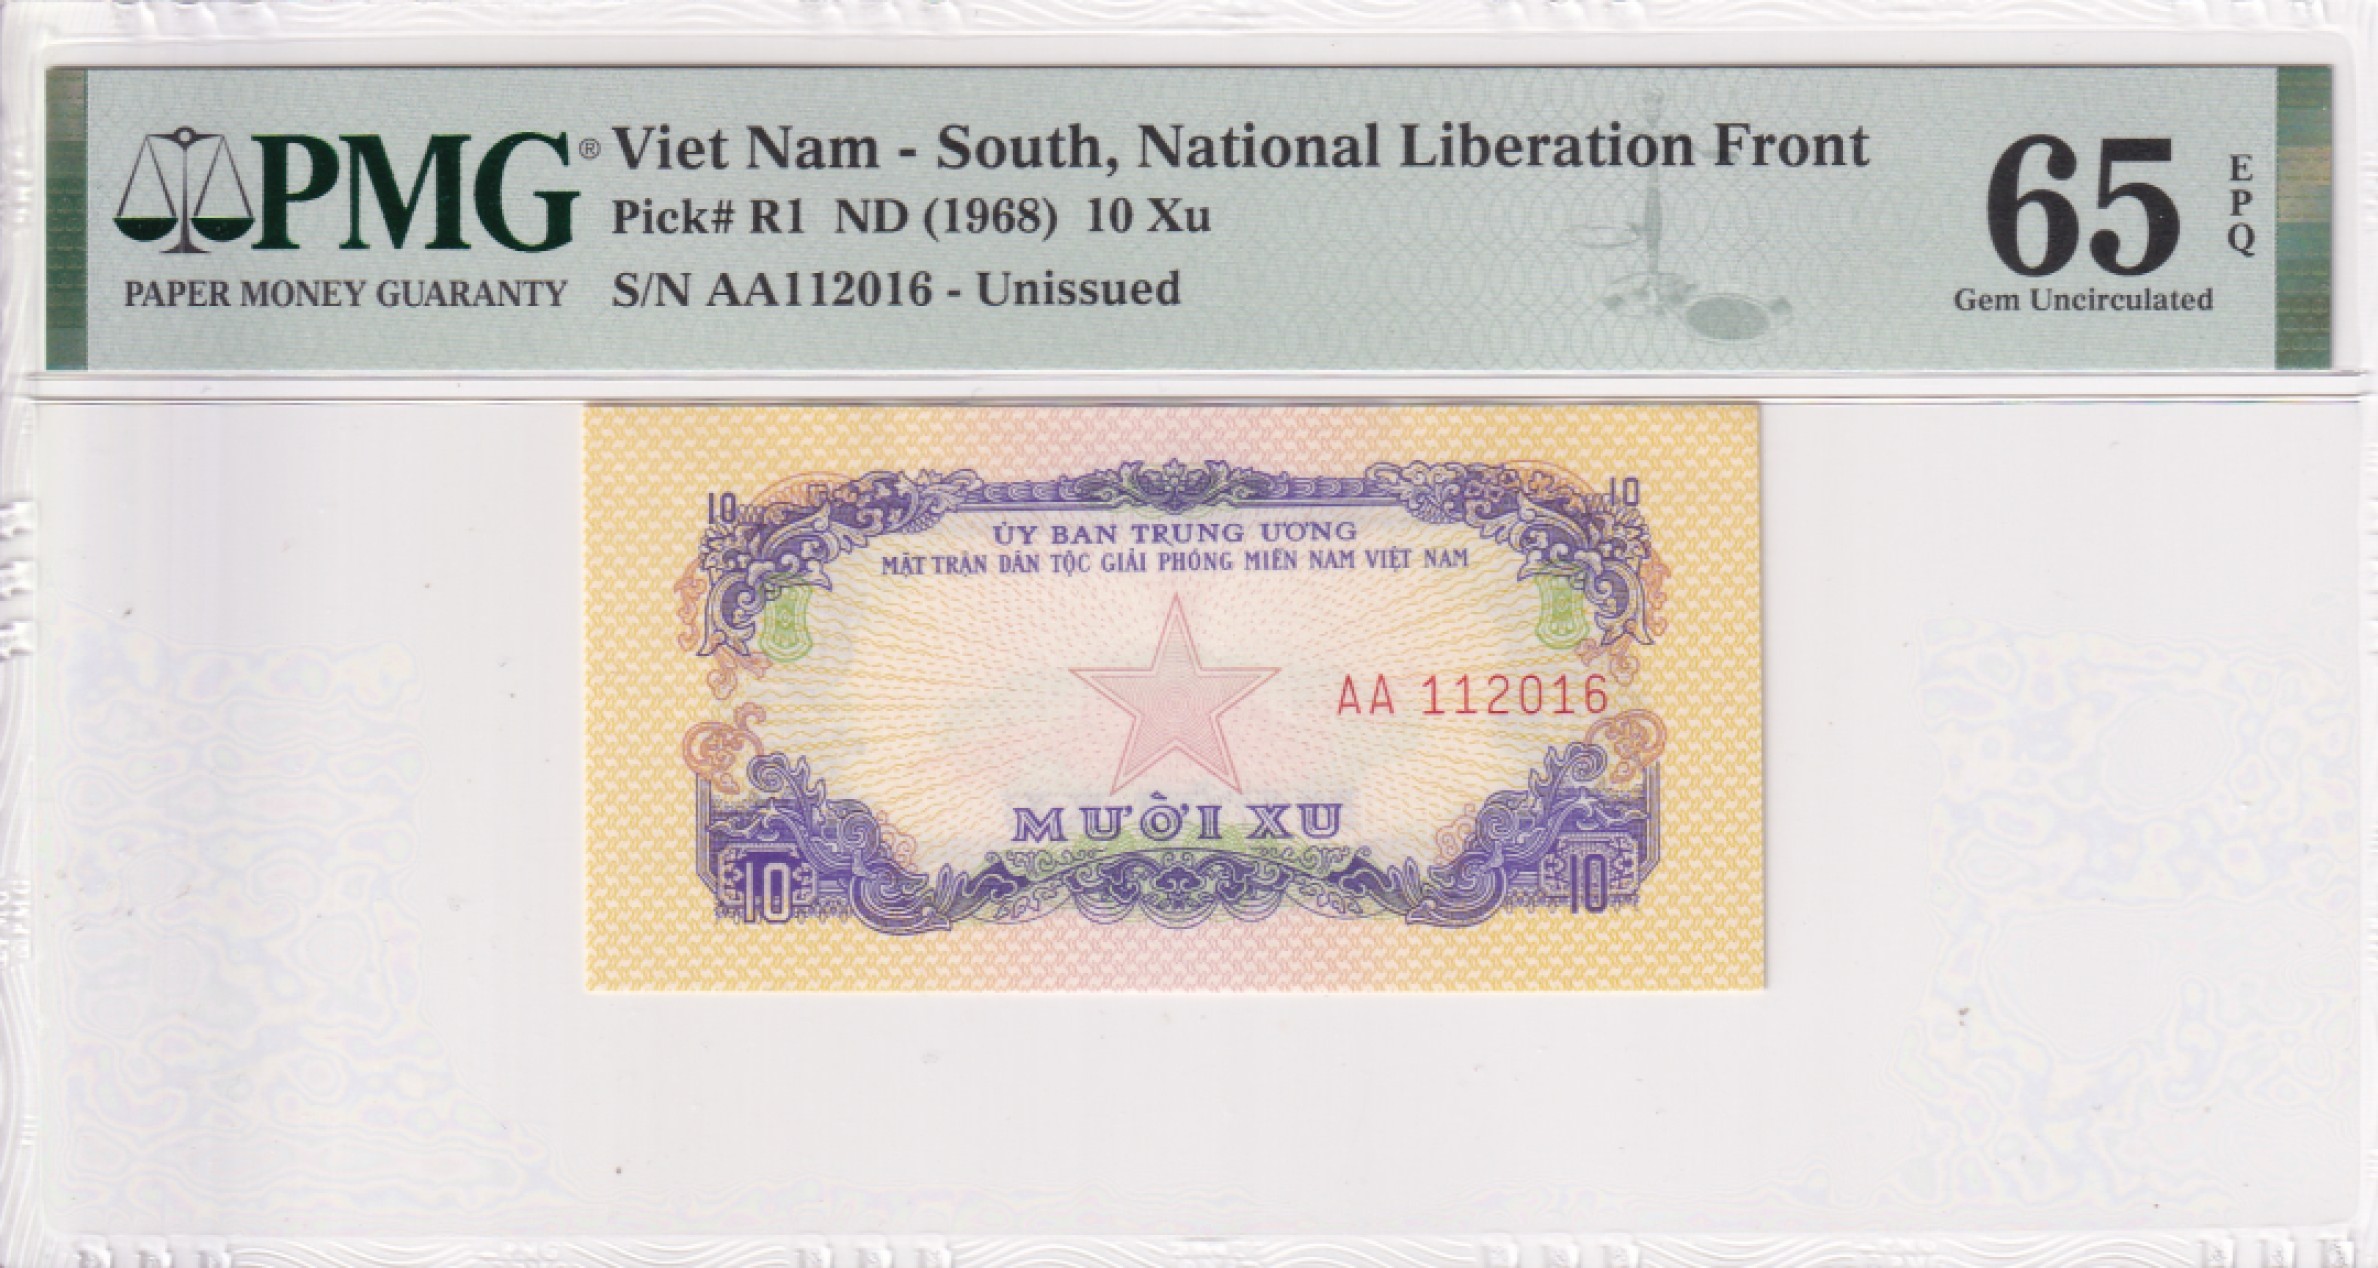 PMG®
PAPER MONEY GUARANTY
Viet Nam - South, National Liberation Front
Pick# R1 ND (1968) 10 Xu
S/N AA112016 - Unissued
65
EPQ
Gem Uncirculated
10 10
ỦY BAN TRUNG ƯƠNG
MẶT TRẬN DÂN TỘC GIẢI PHÓNG MIỀN NAM VIỆT NAM
AA 112016
MƯỜI XU
10 10